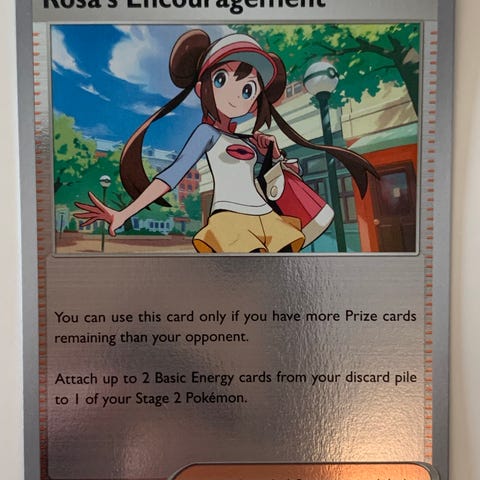 Rosa's Encouragement
You can use this card only if you have more Prize cards
remaining than your opponent.
Attach up to 2 Basic Energy cards from your discard pile
to 1 of your Stage 2 Pokémon.